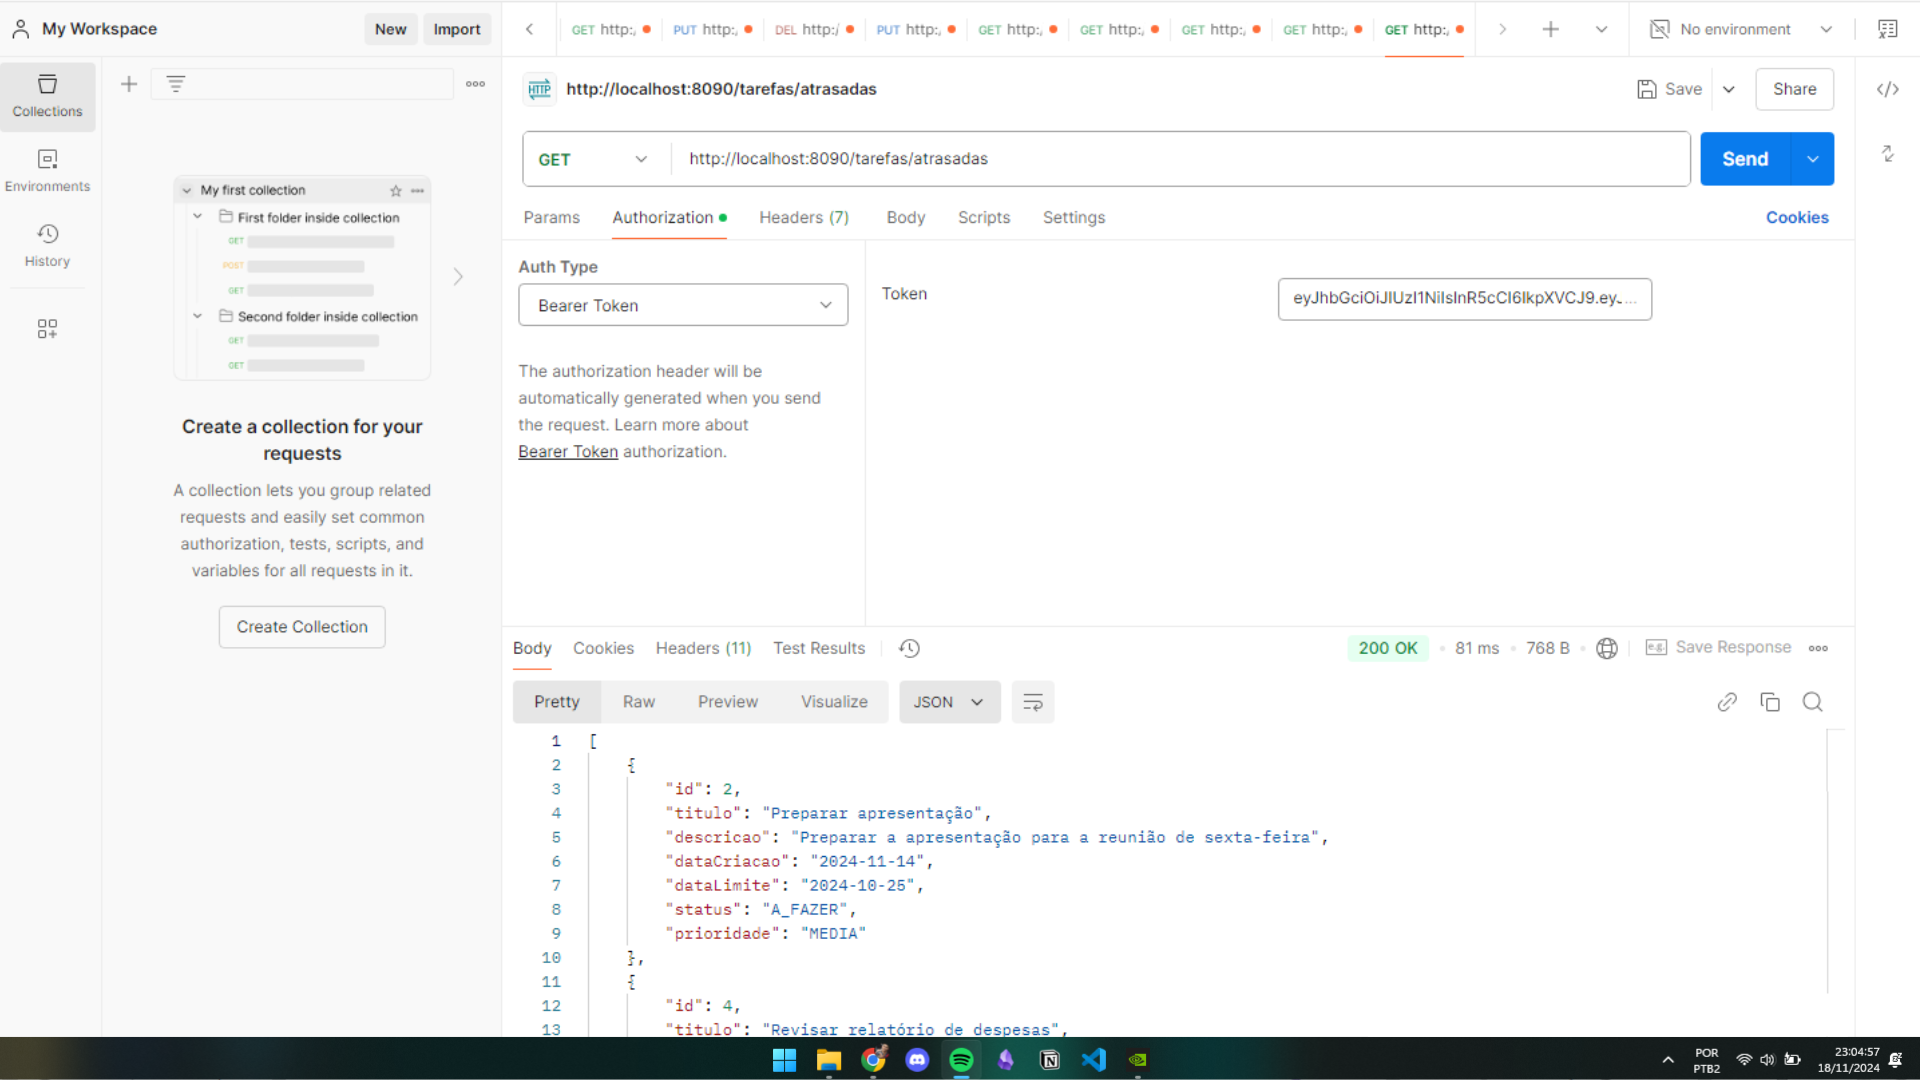 My Workspace
New
Import
GET http:/
PUT http:/
DEL http:/
PUT http:/
GET http:/
GET http:/
GET http:/
GET http:/
GET http:/
No environment
Collections
Environments
History
My first collection
First folder inside collection
GET
POST
GET
Second folder inside collection
GET
GET
Create a collection for your
requests
A collection lets you group related
requests and easily set common
authorization, tests, scripts, and
variables for all requests in it.
Create Collection
HTTP
http://localhost:8090/tarefas/atrasadas
Save
Share
GET
http://localhost:8090/tarefas/atrasadas
Send
Params
Authorization
Headers (7)
Body
Scripts
Settings
Cookies
Auth Type
Bearer Token
The authorization header will be
automatically generated when you send
the request. Learn more about
Bearer Token authorization.
Token
Body
Cookies
Headers (11)
Test Results
200 OK
81 ms
768 B
e.g.
Save Response
Pretty
Raw
Preview
Visualize
JSON
1 [
2 {
3 "id": 2,
4 "titulo": "Preparar apresentação",
5 "descricao": "Preparar a apresentação para a reunião de sexta-feira",
6 "dataCriacao": "2024-11-14",
7 "dataLimite": "2024-10-25",
8 "status": "A_FAZER",
9 "prioridade": "MEDIA"
10 },
11 {
12 "id": 4,
13 "titulo": "Revisar relatório de despesas",
POR
PTB2
23:04:57
18/11/2024